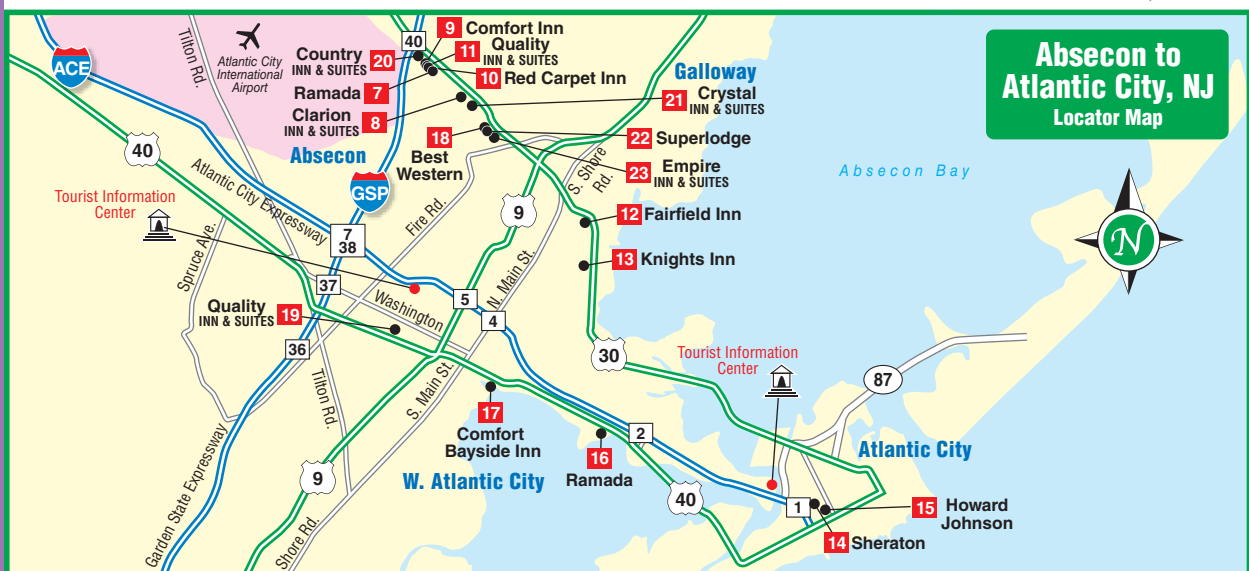 Absecon to
Atlantic City, NJ
Locator Map
Tilton Rd.
ACE
Atlantic City
International
Airport
40
9 Comfort Inn
11 Quality
INN & SUITES
20 Country
INN & SUITES
10 Red Carpet Inn
Ramada 7
Clarion 8
INN & SUITES
Galloway
21 Crystal
INN & SUITES
18
Best
Western
22 Superlodge
23 Empire
INN & SUITES
Absecon
40
GSP
Absecon Bay
S. Shore
Rd.
Atlantic City Expressway
Tourist Information
Center
Fire Rd.
9
12 Fairfield Inn
13 Knights Inn
N
7
38
Spruce Ave.
37
Washington
5
N. Main St.
4
Quality 19
INN & SUITES
36
30
Tourist Information
Center
87
Tilton Rd.
S. Main St.
17
Comfort
Bayside Inn
2
16
Ramada
W. Atlantic City
Atlantic City
9
40
1
15 Howard
Johnson
14 Sheraton
Garden State Expressway
Shore Rd.